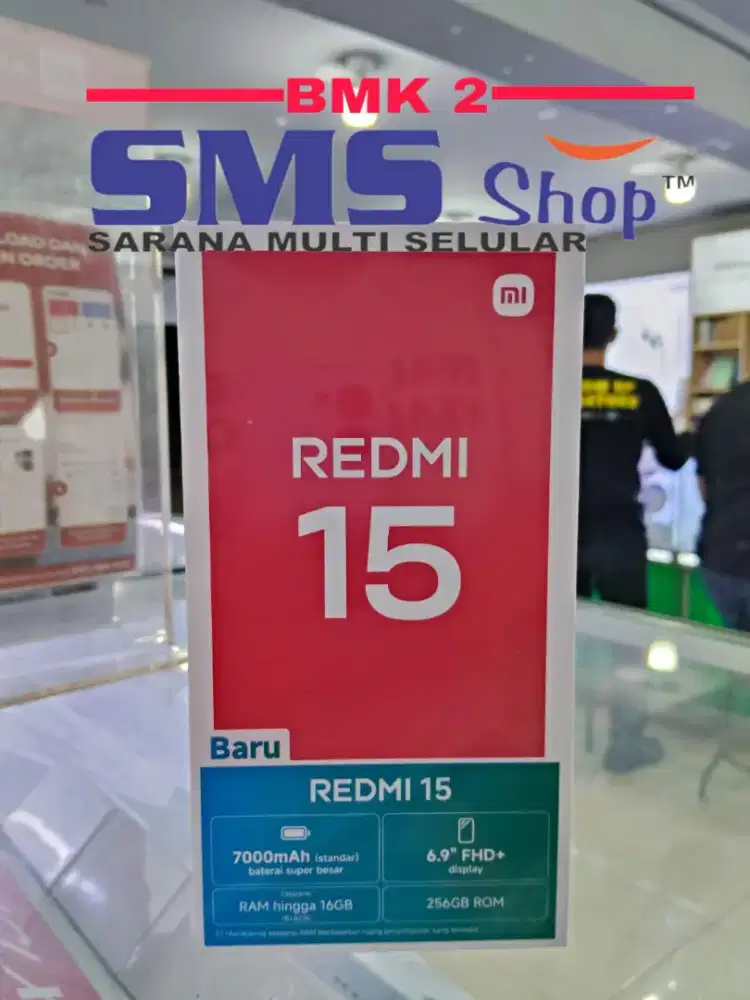 BMK 2
SMS Shop™
SARANA MULTI SELULAR
mi
REDMI
15
Baru
REDMI 15
7000mAh (standar)
baterai super besar
6.9" FHD+
display
RAM hingga 16GB
256GB ROM